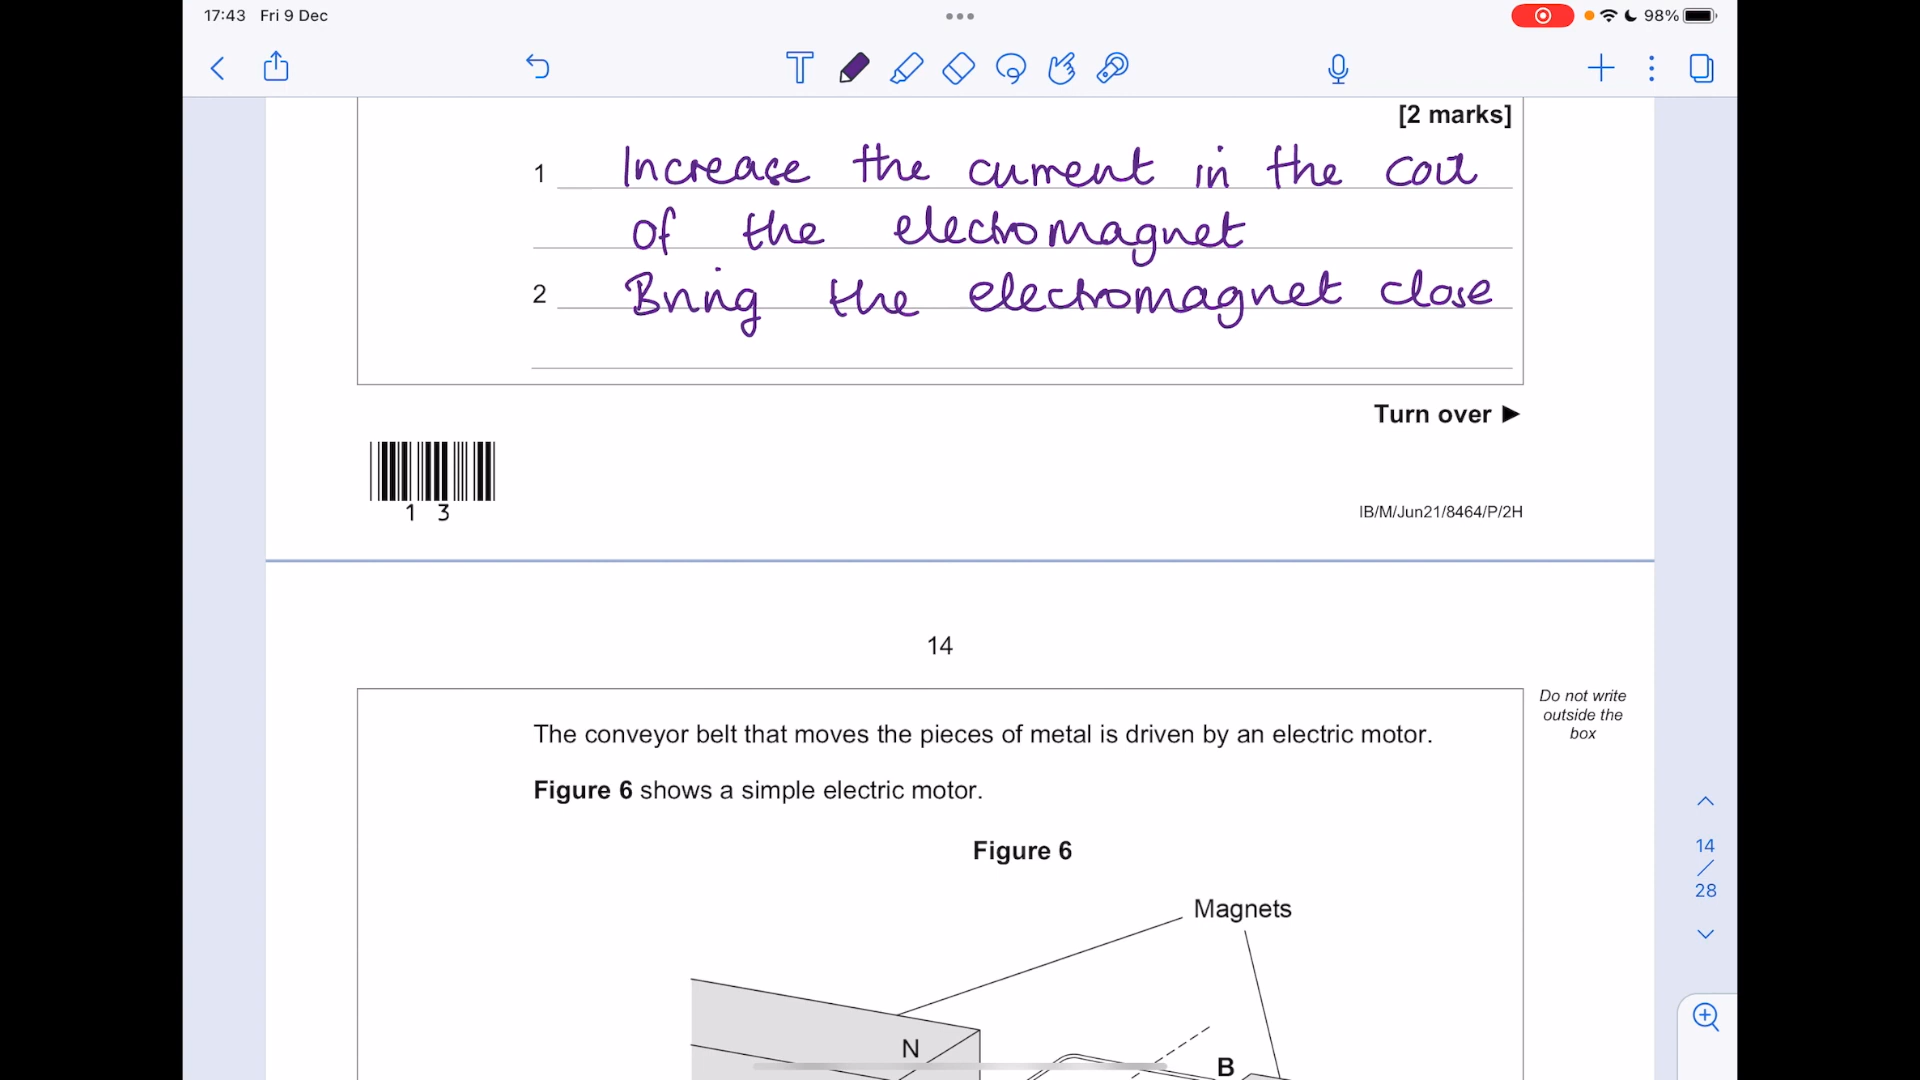 17:43 Fri 9 Dec
98%
[2 marks]
1 Increase the current in the coil
of the electromagnet
2 Bring the electromagnet close
Turn over ►
1 3
IB/M/Jun21/8464/P/2H
14
Do not write
outside the
box
The conveyor belt that moves the pieces of metal is driven by an electric motor.
Figure 6 shows a simple electric motor.
Figure 6
14
/
28
Magnets
N
B